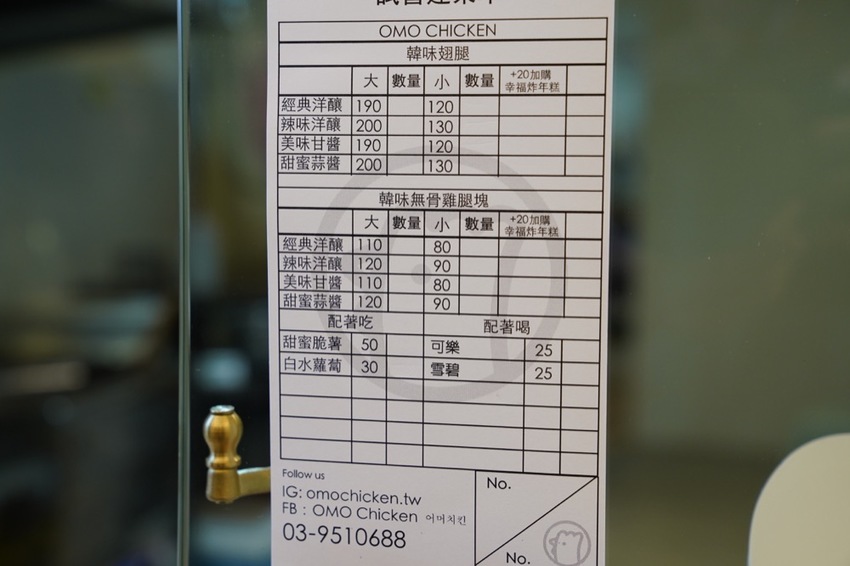 OMO CHICKEN
韓味翅腿
大 數量 小 數量 +20加購
幸福炸年糕
經典洋釀 190 120
辣味洋釀 200 130
美味甘醬 190 120
甜蜜蒜醬 200 130
韓味無骨雞腿塊
大 數量 小 數量 +20加購
幸福炸年糕
經典洋釀 110 80
辣味洋釀 120 90
美味甘醬 110 80
甜蜜蒜醬 120 90
配著吃 配著喝
甜蜜脆薯 50 可樂 25
白水蘿蔔 30 雪碧 25
Follow us
IG: omochicken.tw
FB : OMO Chicken 어머치킨
03-9510688
No.
No.